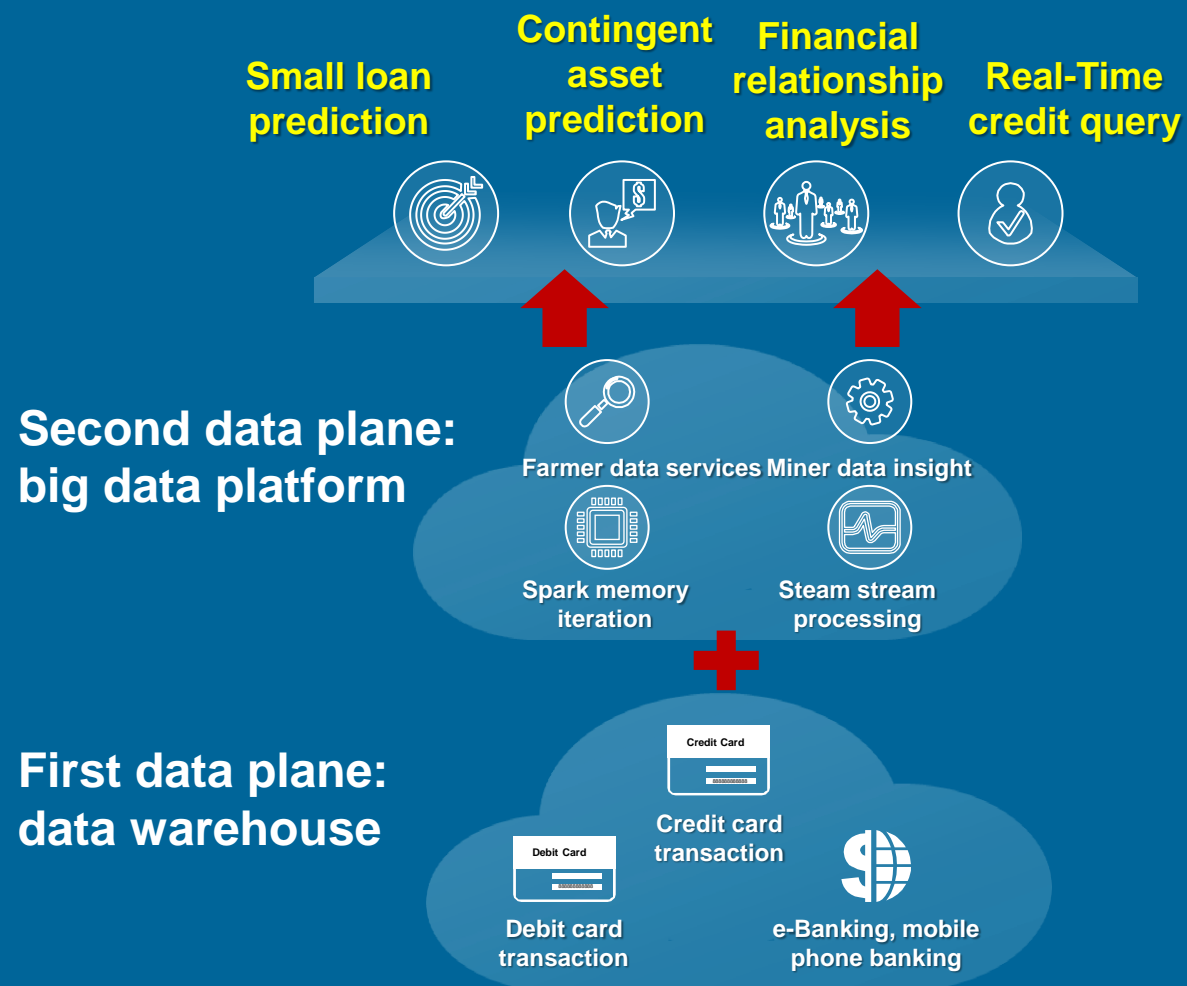 Small loan
prediction
Contingent
asset
prediction
Financial
relationship
analysis
Real-Time
credit query
Second data plane:
big data platform
Farmer data services
Miner data insight
Spark memory
iteration
Steam stream
processing
First data plane:
data warehouse
Credit Card
Credit card
transaction
Debit Card
Debit card
transaction
e-Banking, mobile
phone banking